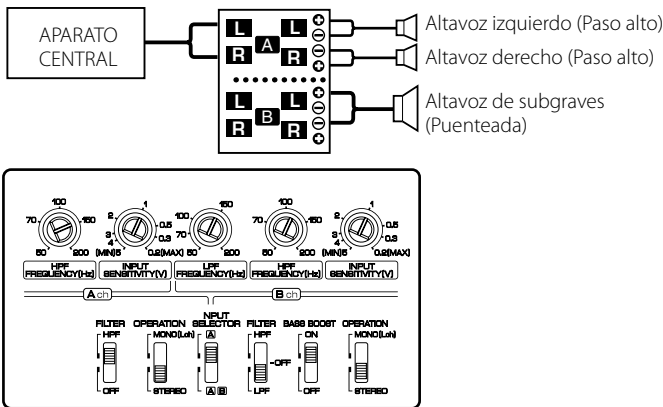 APARATO
CENTRAL
L L
A
R R
L L
B
R R
Altavoz izquierdo (Paso alto)
Altavoz derecho (Paso alto)
Altavoz de subgraves
(Puenteada)
100 1 150 100 1
70 150 2 0.5 100 70 150 2 0.5
3 0.3 70 3 0.3
4 4
50 200 (MIN)5 0.2(MAX) 50 200 50 200 (MIN)5 0.2(MAX)
HPF INPUT LPF HPF INPUT
FREQUENCY(Hz) SENSITIVITY(V) FREQUENCY(Hz) FREQUENCY(Hz) SENSITIVITY(V)
A ch B ch
INPUT
FILTER OPERATION SELECTOR FILTER BASS BOOST OPERATION
HPF MONO(Lch) A HPF ON MONO(Lch)
OFF
OFF STEREO A B LPF OFF STEREO